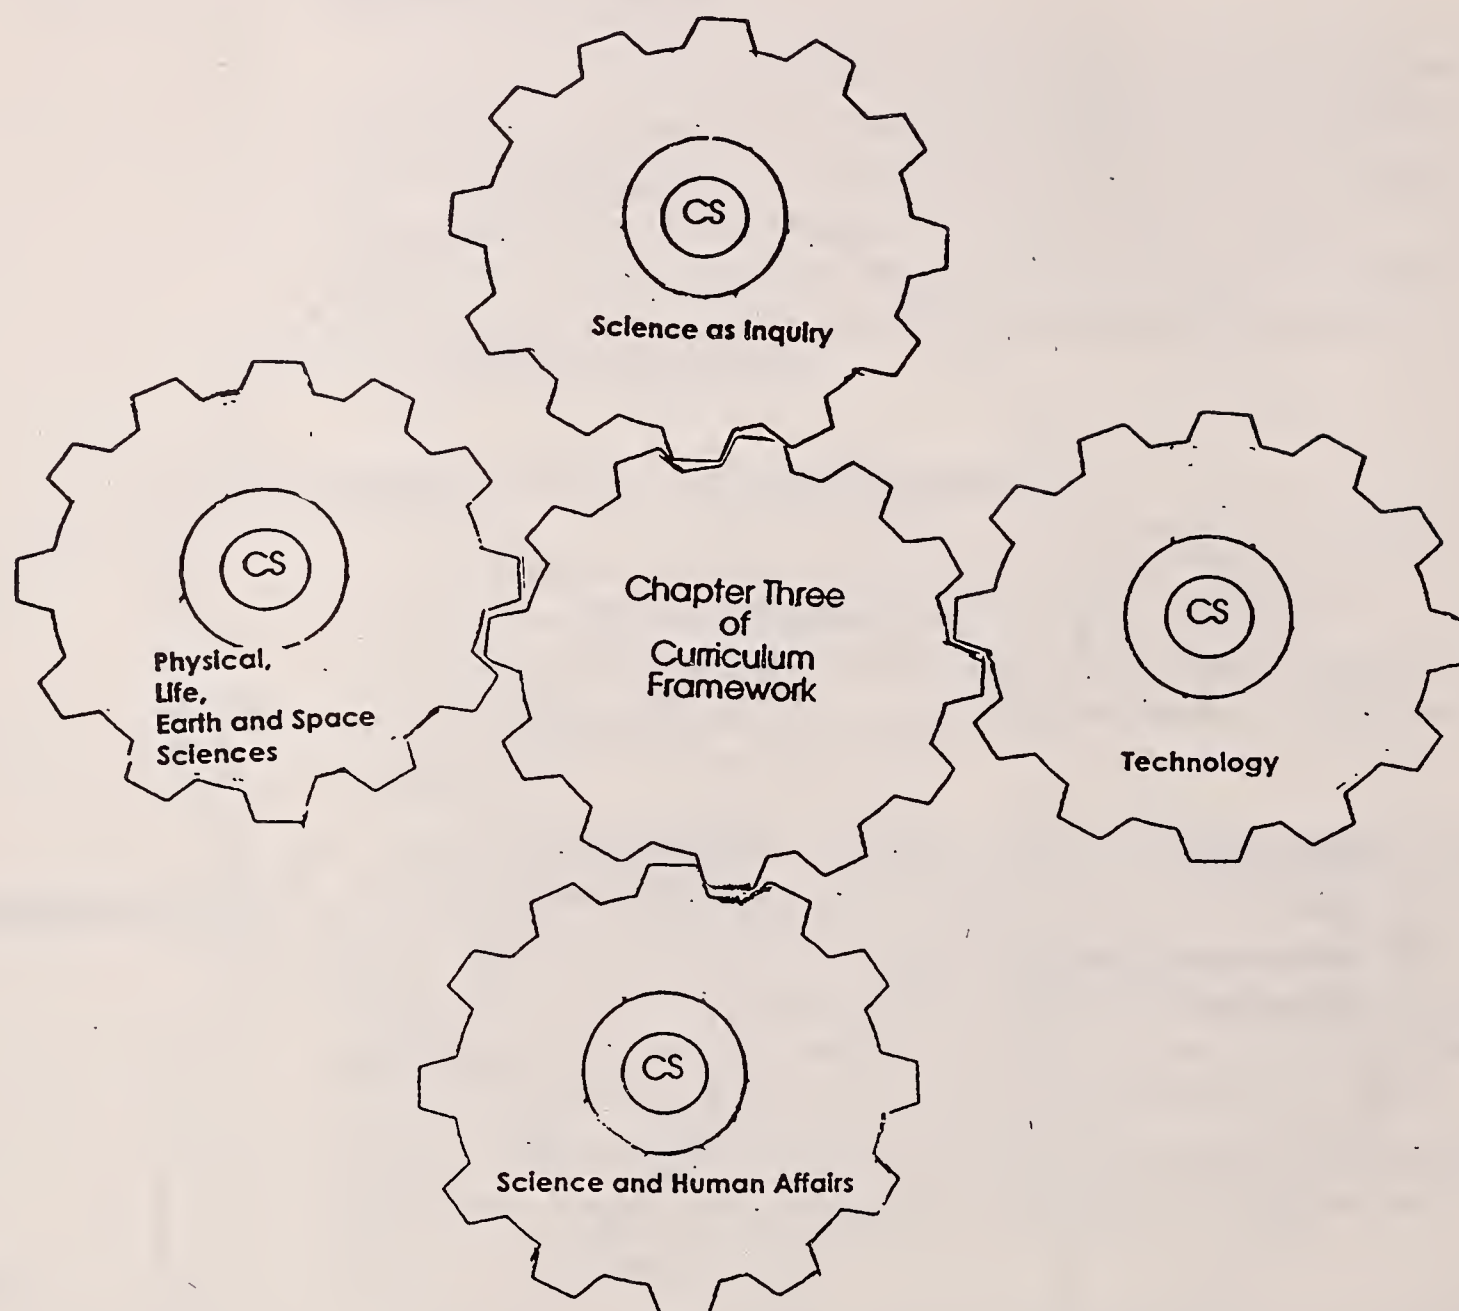 CS
Science as Inquiry
CS
Physical,
Life,
Earth and Space
Sciences
Chapter Three
of
Curriculum
Framework
CS
Technology
CS
Science and Human Affairs